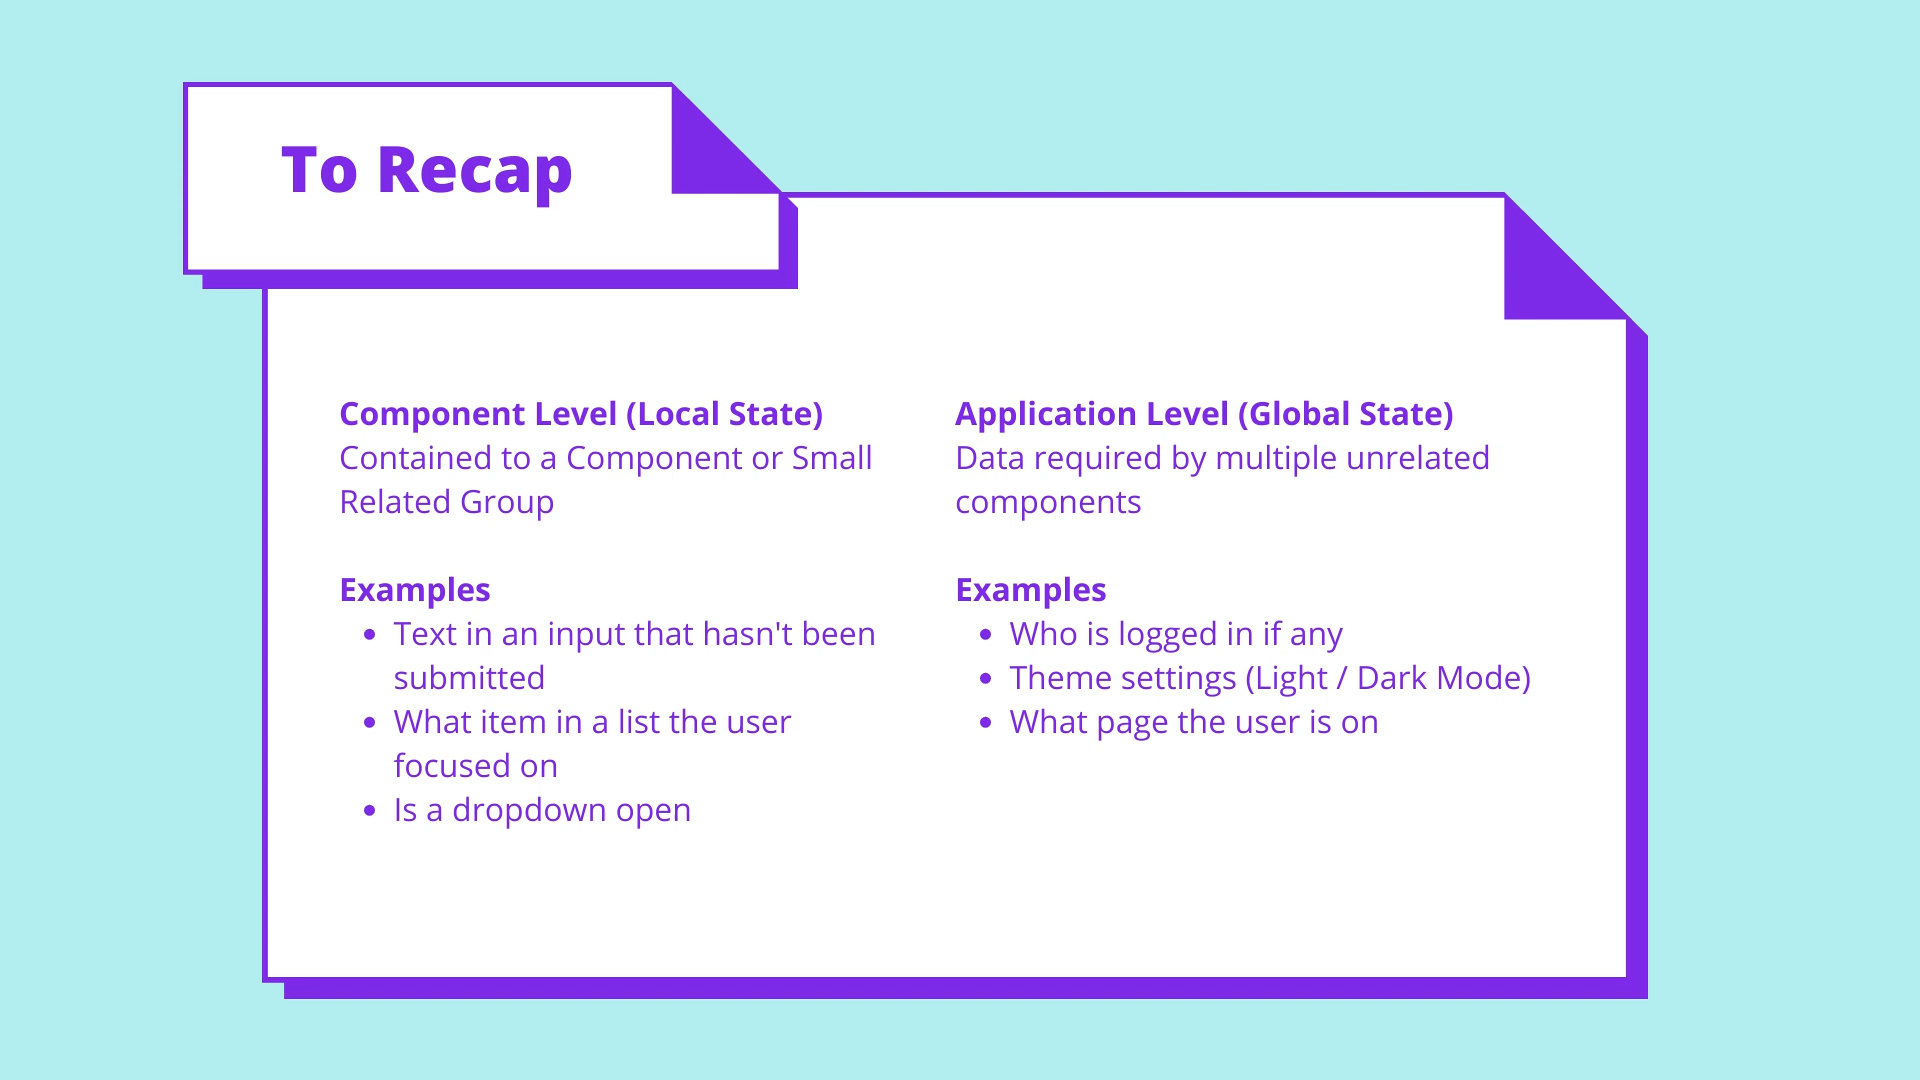 To Recap
Component Level (Local State)
Contained to a Component or Small
Related Group
Examples
• Text in an input that hasn't been
submitted
• What item in a list the user
focused on
• Is a dropdown open
Application Level (Global State)
Data required by multiple unrelated
components
Examples
• Who is logged in if any
• Theme settings (Light / Dark Mode)
• What page the user is on